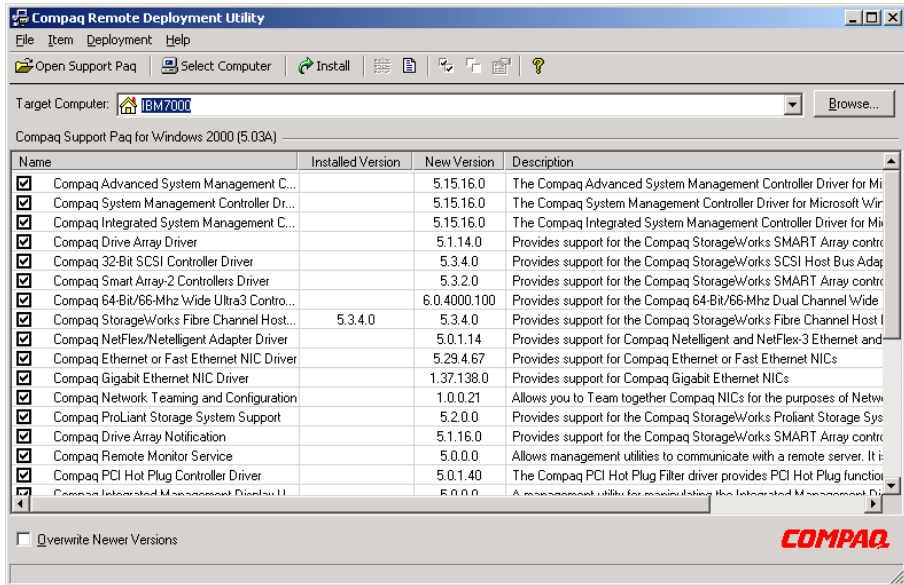 Compaq Remote Deployment Utility
File Item Deployment Help
Open Support Paq Select Computer Install
Target Computer: IBM7000 Browse...
Compaq Support Paq for Windows 2000 (5.03A)
Name Installed Version New Version Description
Compaq Advanced System Management C... 5.15.16.0 The Compaq Advanced System Management Controller Driver for Mi
Compaq System Management Controller Dr... 5.15.16.0 The Compaq System Management Controller Driver for Microsoft Wir
Compaq Integrated System Management C... 5.15.16.0 The Compaq Integrated System Management Controller Driver for Mi
Compaq Drive Array Driver 5.1.14.0 Provides support for the Compaq StorageWorks SMART Array contr
Compaq 32-Bit SCSI Controller Driver 5.3.4.0 Provides support for the Compaq StorageWorks SCSI Host Bus Adap
Compaq Smart Array-2 Controllers Driver 5.3.2.0 Provides support for the Compaq StorageWorks SMART Array contr
Compaq 64-Bit/66-Mhz Wide Ultra3 Contro... 6.0.4000.100 Provides support for the Compaq 64-Bit/66-Mhz Dual Channel Wide
Compaq StorageWorks Fibre Channel Host... 5.3.4.0 5.3.4.0 Provides support for the Compaq StorageWorks Fibre Channel Host
Compaq NetFlex/Netelligent Adapter Driver 5.0.1.14 Provides support for Compaq Netelligent and NetFlex-3 Ethernet and
Compaq Ethernet or Fast Ethernet NIC Driver 5.29.4.67 Provides support for Compaq Ethernet or Fast Ethernet NICs
Compaq Gigabit Ethernet NIC Driver 1.37.138.0 Provides support for Compaq Gigabit Ethernet NICs
Compaq Network Teaming and Configuration 1.0.0.21 Allows you to Team together Compaq NICs for the purposes of Netw
Compaq ProLiant Storage System Support 5.2.0.0 Provides support for the Compaq StorageWorks Proliant Storage Sys
Compaq Drive Array Notification 5.1.16.0 Provides support for the Compaq StorageWorks SMART Array contr
Compaq Remote Monitor Service 5.0.0.0 Allows management utilities to communicate with a remote server. It i
Compaq PCI Hot Plug Controller Driver 5.0.1.40 The Compaq PCI Hot Plug Filter driver provides PCI Hot Plug function
Compaq Integrated Management Display U 5.0.0.0 A management utility for manipulating the Integrated Management Di
Overwrite Newer Versions
COMPAQ